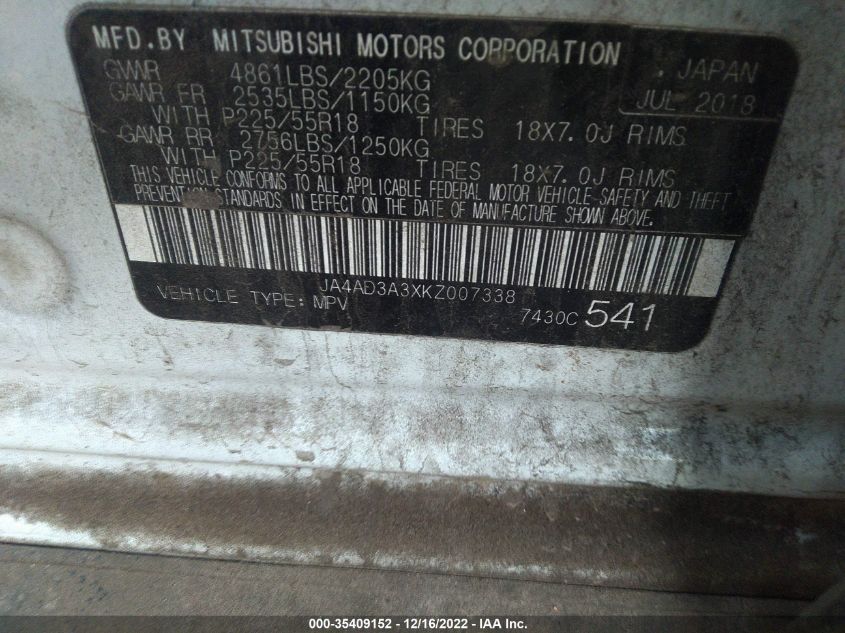 MFD.BY MITSUBISHI MOTORS CORPORATION
GVWR 4861LBS/2205KG . JAPAN
GAWR FR 2535LBS/1150KG JUL 2018
WITH P225/55R18 TIRES 18X7.0J RIMS
GAWR RR 2756LBS/1250KG
WITH P225/55R18 TIRES 18X7.0J RIMS
THIS VEHICLE CONFORMS TO ALL APPLICABLE FEDERAL MOTOR VEHICLE SAFETY AND THEFT
PREVENTION STANDARDS IN EFFECT ON THE DATE OF MANUFACTURE SHOWN ABOVE.
JA4AD3A3XKZ007338
VEHICLE TYPE: MPV 7430C 541
000-35409152 - 12/16/2022 - IAA Inc.